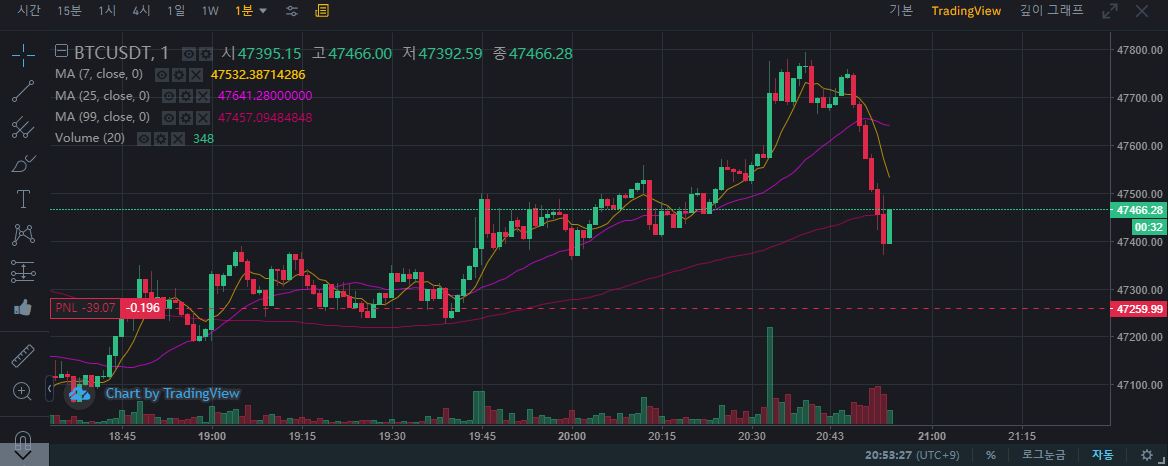 시간 15분 1시 4시 1일 1W 1분 기본 TradingView 깊이 그래프
BTCUSDT, 1 시47395.15 고47466.00 저47392.59 종47466.28
MA (7, close, 0) 47532.38714286
MA (25, close, 0) 47641.28000000
MA (99, close, 0) 47457.09484848
Volume (20) 348
47800.00
47700.00
47600.00
47500.00
47466.28
00:32
47400.00
47300.00
PNL -39.07 -0.196 47259.99
47200.00
47100.00
Chart by TradingView
18:45 19:00 19:15 19:30 19:45 20:00 20:15 20:30 20:43 21:00 21:15
20:53:27 (UTC+9) % 로그눈금 자동